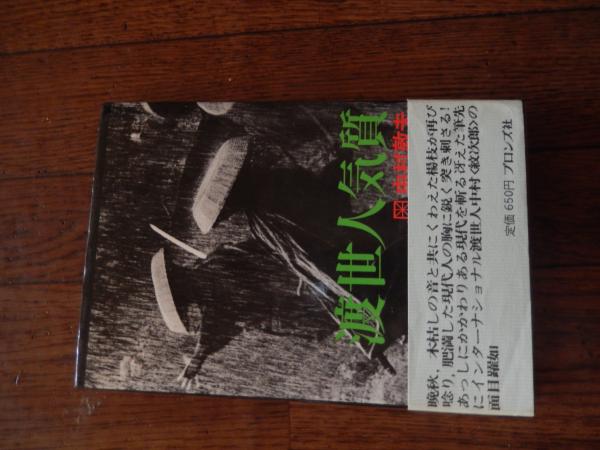 渡世人気質
中村敦夫
晩秋、木枯しの音と共にくわえた楊枝が再び
唸り、肥満した現代人の胸に鋭く突き刺さる!
あっしにかかわりある現代を斬る冴えた筆先
にインターナショナル渡世人中村〈紋次郎〉の
面目躍如
定価 650円 ブロンズ社